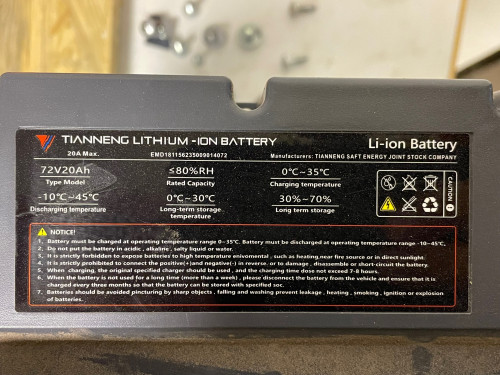 TIANNENG LITHIUM -ION BATTERY
Li-ion Battery
20A Max.
EMD181156235009014072
Manufacturers: TIANNENG SAFT ENERGY JOINT STOCK COMPANY
72V20Ah
≤80%RH
0℃~35℃
Type Model
Rated Capacity
Charging temperature
-10℃~45℃
0℃~30℃
30%~70%
Discharging temperature
Long-term storage
temperature
Long term storage
CAUTION
NOTICE!
1、Battery must be charged at operating temperature range 0~35℃. Battery must be discharged at operating temperature range -10~45℃.
2、Do not put the battery in acidic , alkaline , salty liquid or water.
3、It is strictly forbidden to expose batteries to high temperature enivomental , such as heating,near fire source or in direct sunlight.
4、It is strictly prohibited to connect the positive(+)and negative(-) in reverse, or to damage , disassemble or short-circuit the battery.
5、When charging, the original specified charger should be used , and the charging time dose not exceed 7-8 hours.
6、When the battery is not used for a long time (more than a week) , please disconnect the battery from the vehicle and ensure that it is
charged every three months so that the battery can be stored with specified soc.
7、Batteries should be avoided pincturing by sharp objects , falling and washing prevent leakage , heating , smoking , ignition or explosion
of batteries.